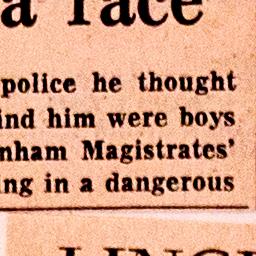 a race
police he thought
ind him were boys
nham Magistrates'
ing in a dangerous